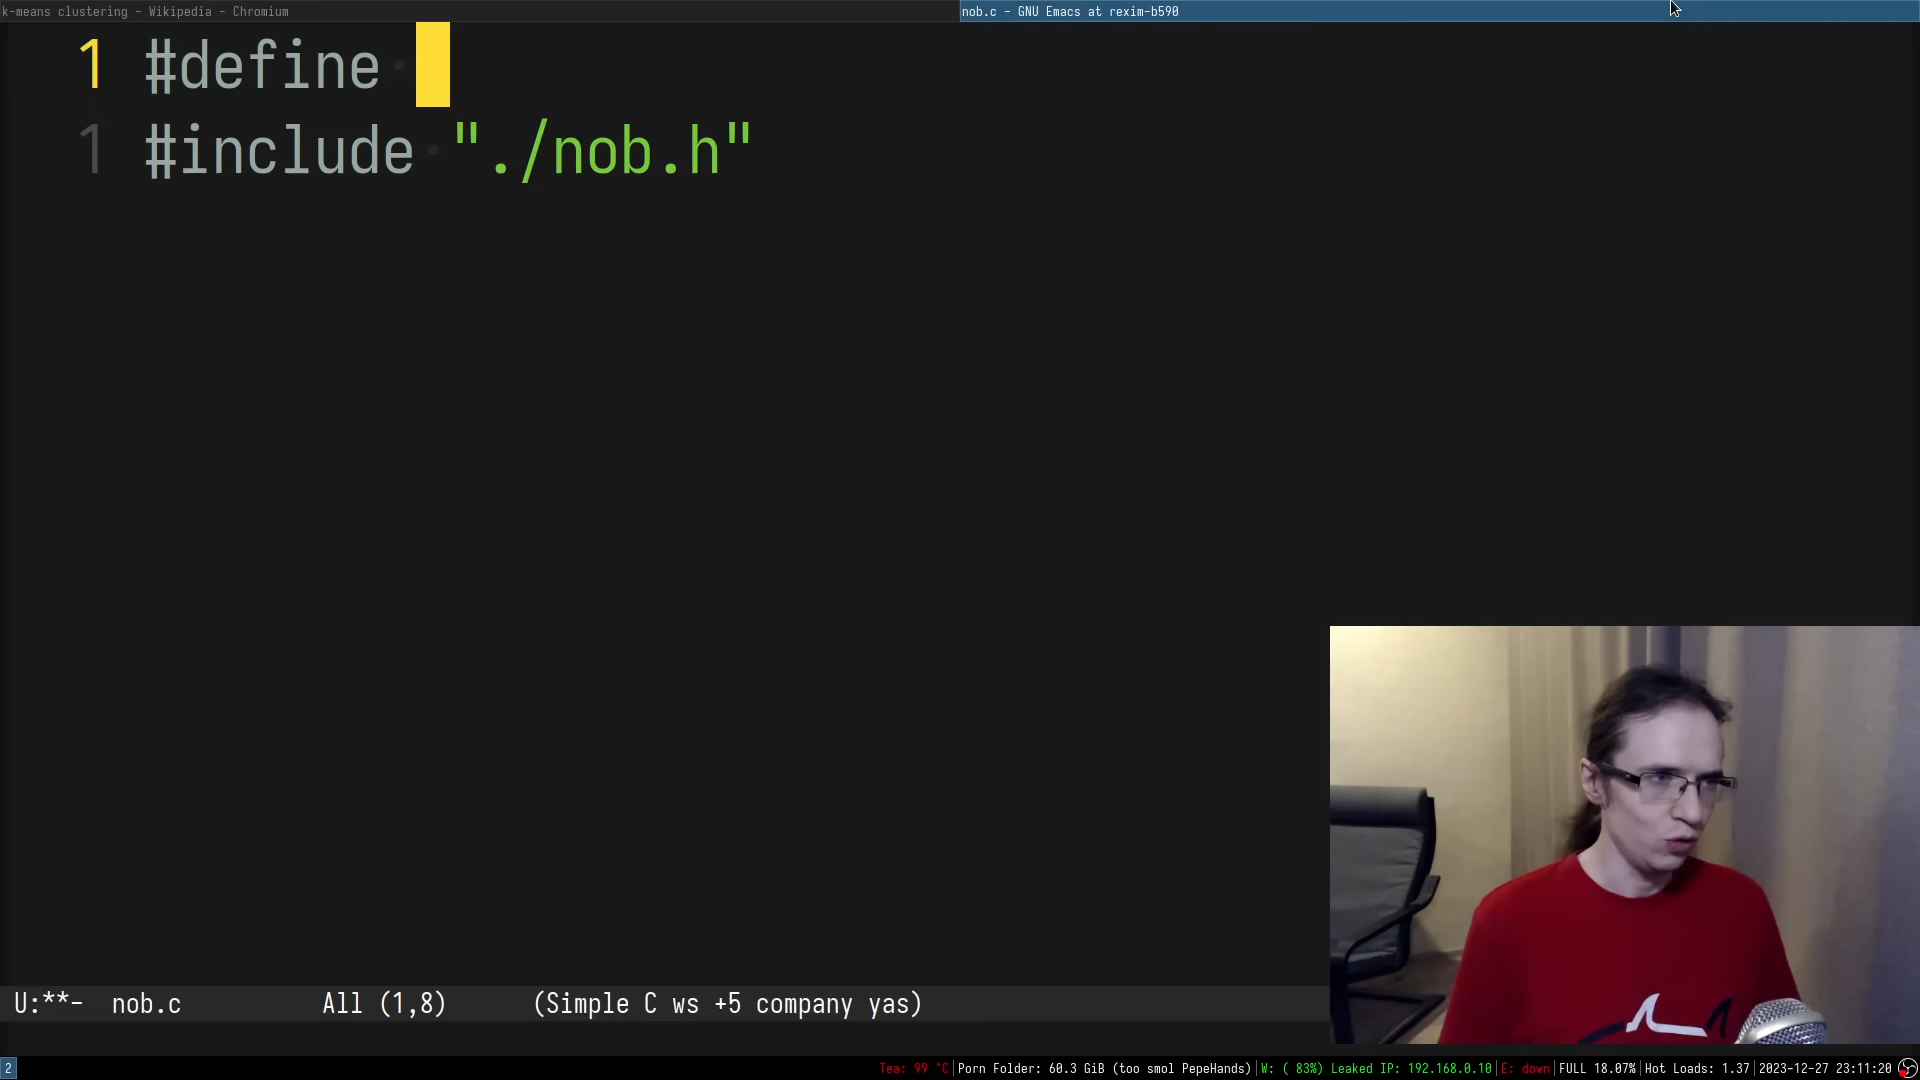 k-means clustering - Wikipedia - Chromium
nob.c - GNU Emacs at rexim-b590
1 #define
1 #include "./nob.h"
U:**- nob.c All (1,8) (Simple C ws +5 company yas)
2 Tea: 99 °C|Porn Folder: 60.3 GiB (too smol PepeHands)|W: ( 83%) Leaked IP: 192.168.0.10|E: down|FULL 18.07%|Hot Loads: 1.37|2023-12-27 23:11:20